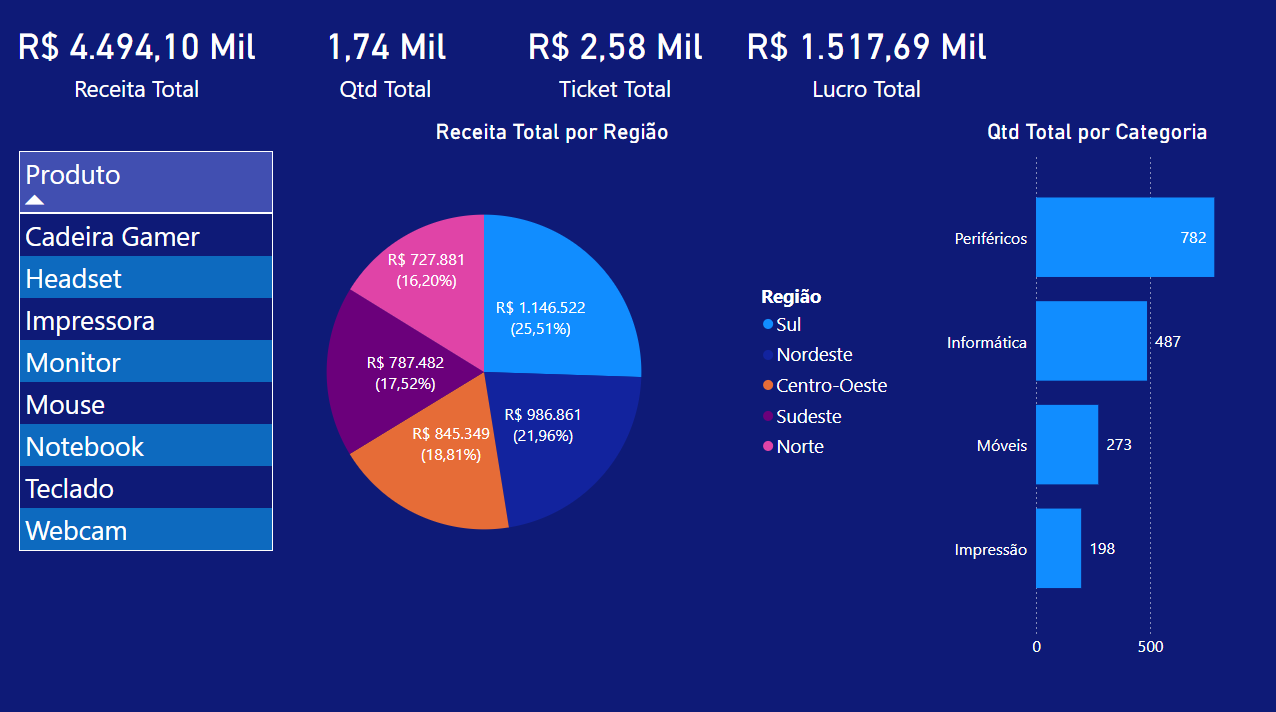 R$ 4.494,10 Mil
Receita Total
1,74 Mil
Qtd Total
R$ 2,58 Mil
Ticket Total
R$ 1.517,69 Mil
Lucro Total
Produto
Cadeira Gamer
Headset
Impressora
Monitor
Mouse
Notebook
Teclado
Webcam
Receita Total por Região
R$ 727.881
(16,20%)
R$ 1.146.522
(25,51%)
R$ 787.482
(17,52%)
R$ 986.861
(21,96%)
R$ 845.349
(18,81%)
Região
Sul
Nordeste
Centro-Oeste
Sudeste
Norte
Qtd Total por Categoria
Periféricos
782
Informática
487
Móveis
273
Impressão
198
0
500